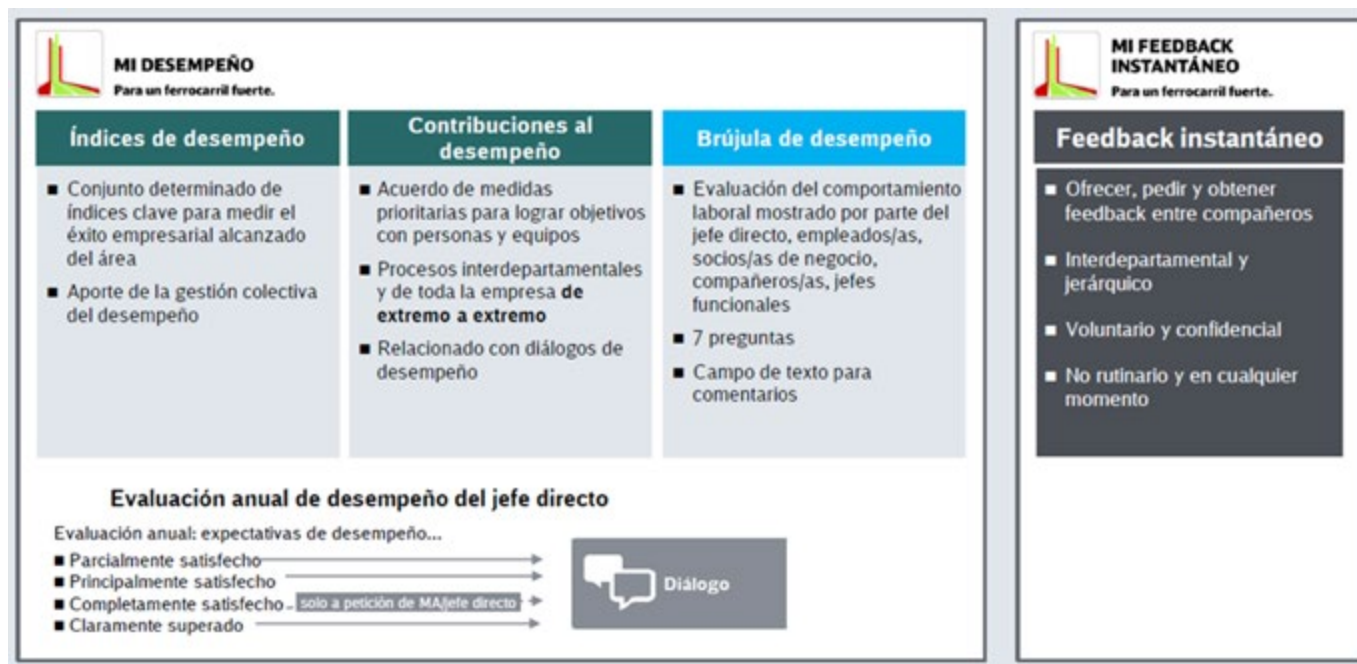 MI DESEMPEÑO
Para un ferrocarril fuerte.
Índices de desempeño
■ Conjunto determinado de
índices clave para medir el
éxito empresarial alcanzado
del área
■ Aporte de la gestión colectiva
del desempeño
Contribuciones al
desempeño
■ Acuerdo de medidas
prioritarias para lograr objetivos
con personas y equipos
■ Procesos interdepartamentales
y de toda la empresa de
extremo a extremo
■ Relacionado con diálogos de
desempeño
Brújula de desempeño
■ Evaluación del comportamiento
laboral mostrado por parte del
jefe directo, empleados/as,
socios/as de negocio,
compañeros/as, jefes
funcionales
■ 7 preguntas
■ Campo de texto para
comentarios
Evaluación anual de desempeño del jefe directo
Evaluación anual: expectativas de desempeño...
■ Parcialmente satisfecho
■ Principalmente satisfecho
■ Completamente satisfecho solo a petición de MA/jefe directo
■ Claramente superado
Diálogo
MI FEEDBACK
INSTANTÁNEO
Para un ferrocarril fuerte.
Feedback instantáneo
■ Ofrecer, pedir y obtener
feedback entre compañeros
■ Interdepartamental y
jerárquico
■ Voluntario y confidencial
■ No rutinario y en cualquier
momento